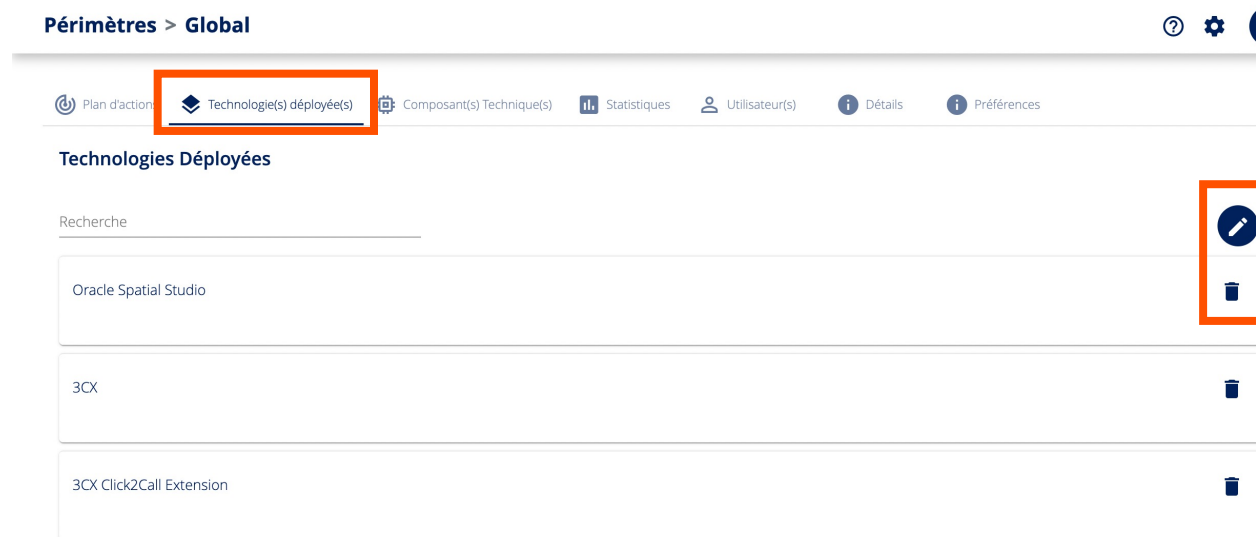 Périmètres > Global
Plan d'action Technologie(s) déployée(s) Composant(s) Technique(s) Statistiques Utilisateur(s) Détails Préférences
Technologies Déployées
Recherche
Oracle Spatial Studio
3CX
3CX Click2Call Extension